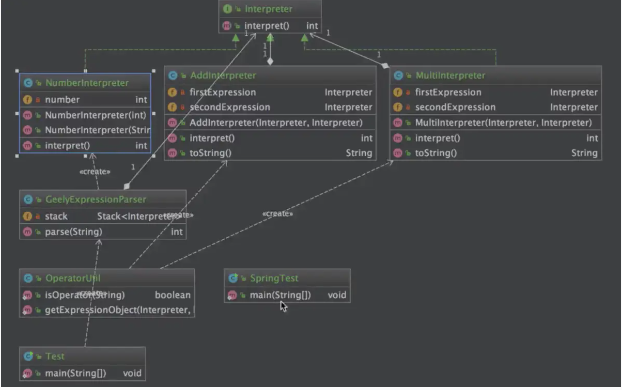 Interpreter
interpret() int
1
1
1
1
NumberInterpreter
number int
NumberInterpreter(int)
NumberInterpreter(Strin
interpret() int
AddInterpreter
firstExpression Interpreter
secondExpression Interpreter
AddInterpreter(Interpreter, Interpreter)
interpret() int
toString() String
MultiInterpreter
firstExpression Interpreter
secondExpression Interpreter
MultiInterpreter(Interpreter, Interpreter)
interpret() int
toString() String
«create»
1
GeelyExpressionParser
stack Stack<Interpreter>
«create»
parse(String) int
«create»
OperatorUtil
isOperator(String) boolean
«create»
getExpressionObject(Interpreter,
SpringTest
main(String[]) void
Test
main(String[]) void